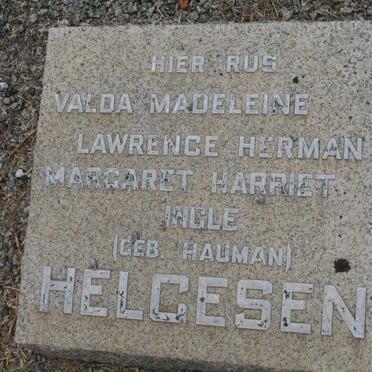 HIER RUS
VALDA MADELEINE
LAWRENCE HERMAN
MARGARET HARRIET
INGLE
(GEB. HAUMAN)
HELGESEN